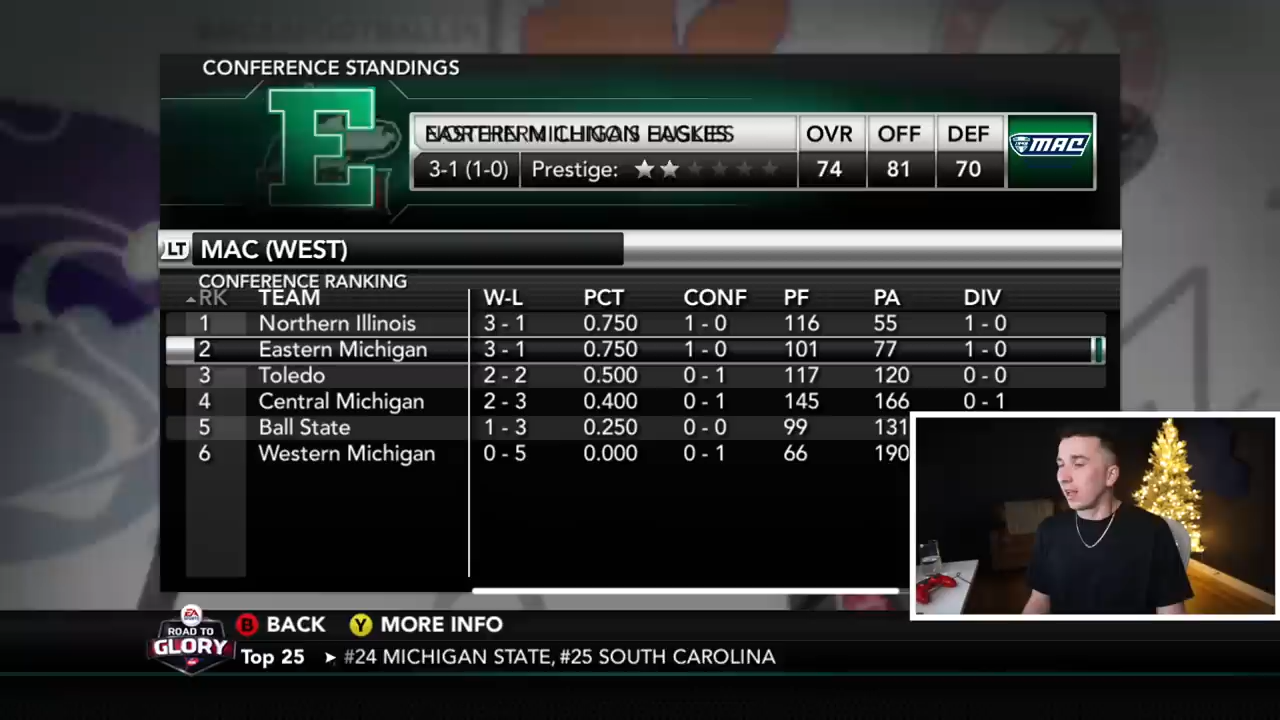 CONFERENCE STANDINGS
EASTERN MICHIGAN EAGLES OVR OFF DEF
3-1 (1-0) Prestige: 74 81 70
MAC
LT MAC (WEST)
CONFERENCE RANKING
RK TEAM W-L PCT CONF PF PA DIV
1 Northern Illinois 3 - 1 0.750 1 - 0 116 55 1 - 0
2 Eastern Michigan 3 - 1 0.750 1 - 0 101 77 1 - 0
3 Toledo 2 - 2 0.500 0 - 1 117 120 0 - 0
4 Central Michigan 2 - 3 0.400 0 - 1 145 166 0 - 1
5 Ball State 1 - 3 0.250 0 - 0 99 131
6 Western Michigan 0 - 5 0.000 0 - 1 66 190
EA SPORTS
ROAD TO
GLORY
B BACK Y MORE INFO
Top 25 ► #24 MICHIGAN STATE, #25 SOUTH CAROLINA